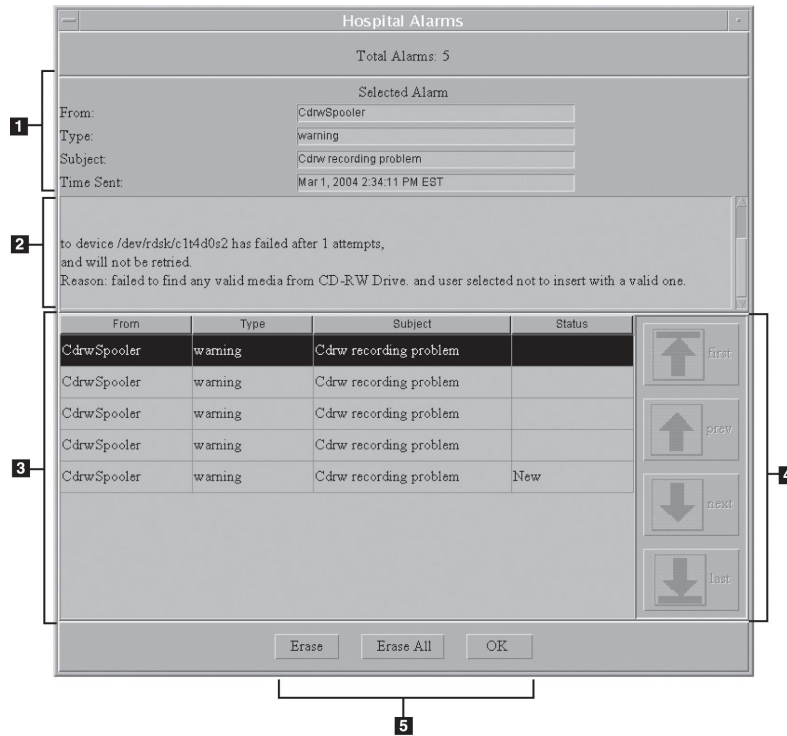 Hospital Alarms
Total Alarms: 5
Selected Alarm
1
From: CdrwSpooler
Type: warning
Subject: Cdrw recording problem
Time Sent: Mar 1, 2004 2:34:11 PM EST
2
to device /dev/rdsk/c1t4d0s2 has failed after 1 attempts,
and will not be retried.
Reason: failed to find any valid media from CD-RW Drive. and user selected not to insert with a valid one.
From Type Subject Status
CdrwSpooler warning Cdrw recording problem
CdrwSpooler warning Cdrw recording problem
CdrwSpooler warning Cdrw recording problem
CdrwSpooler warning Cdrw recording problem
CdrwSpooler warning Cdrw recording problem New
3
first
prev
next
last
4
Erase Erase All OK
5